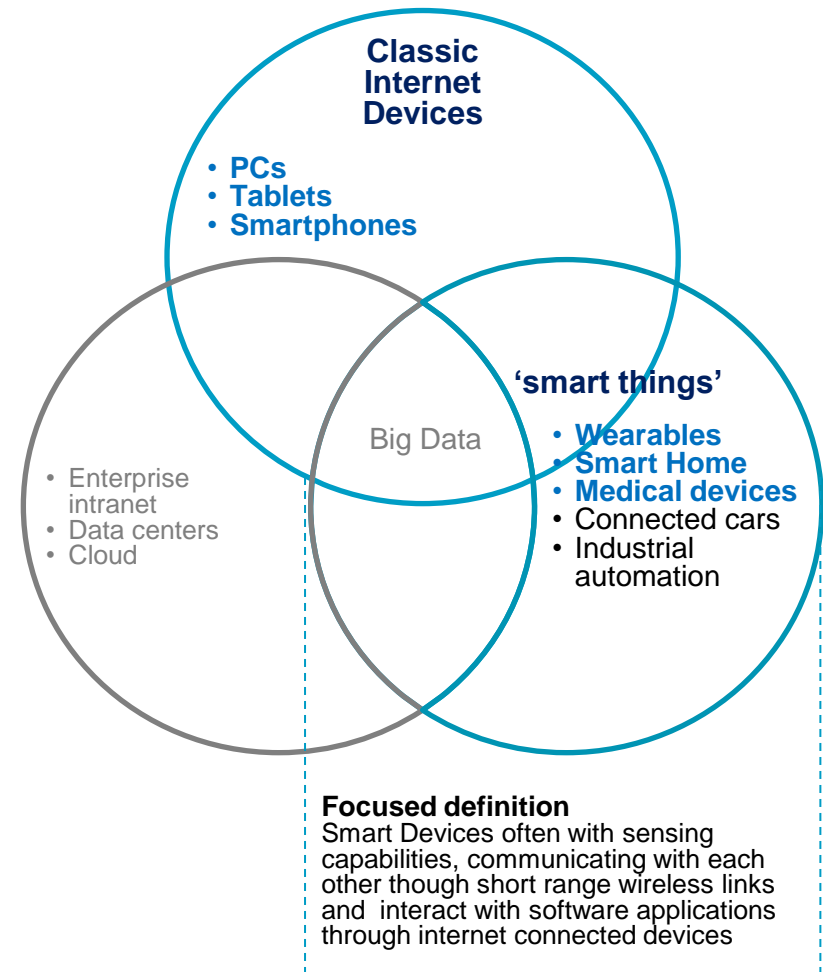 Classic
Internet
Devices
• PCs
• Tablets
• Smartphones
‘smart things’
Big Data
• Wearables
• Smart Home
• Medical devices
• Connected cars
• Industrial
automation
• Enterprise
intranet
• Data centers
• Cloud
Focused definition
Smart Devices often with sensing
capabilities, communicating with each
other though short range wireless links
and interact with software applications
through internet connected devices